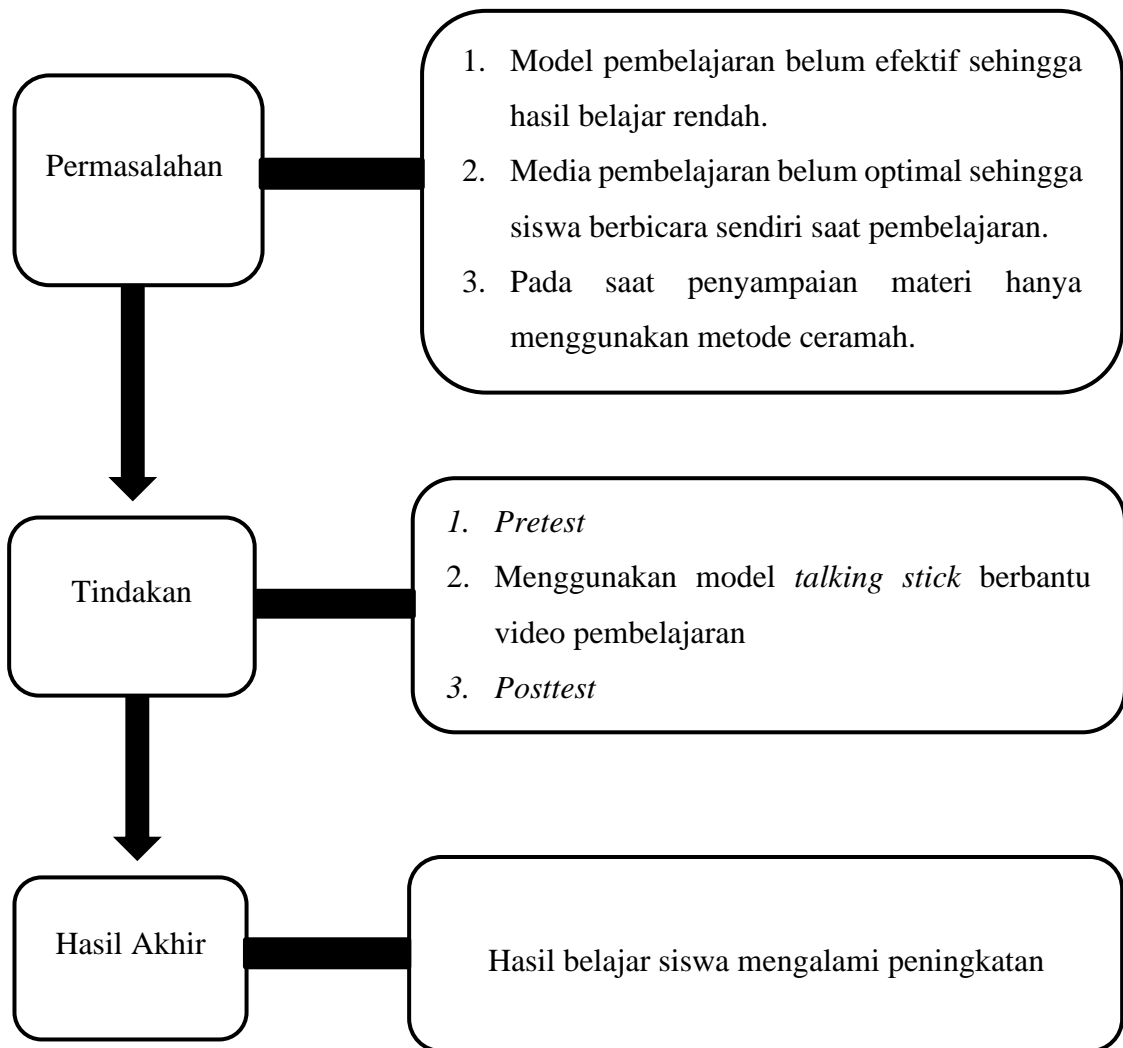 Permasalahan
1. Model pembelajaran belum efektif sehingga
hasil belajar rendah.
2. Media pembelajaran belum optimal sehingga
siswa berbicara sendiri saat pembelajaran.
3. Pada saat penyampaian materi hanya
menggunakan metode ceramah.
Tindakan
1. Pretest
2. Menggunakan model talking stick berbantu
video pembelajaran
3. Posttest
Hasil Akhir
Hasil belajar siswa mengalami peningkatan